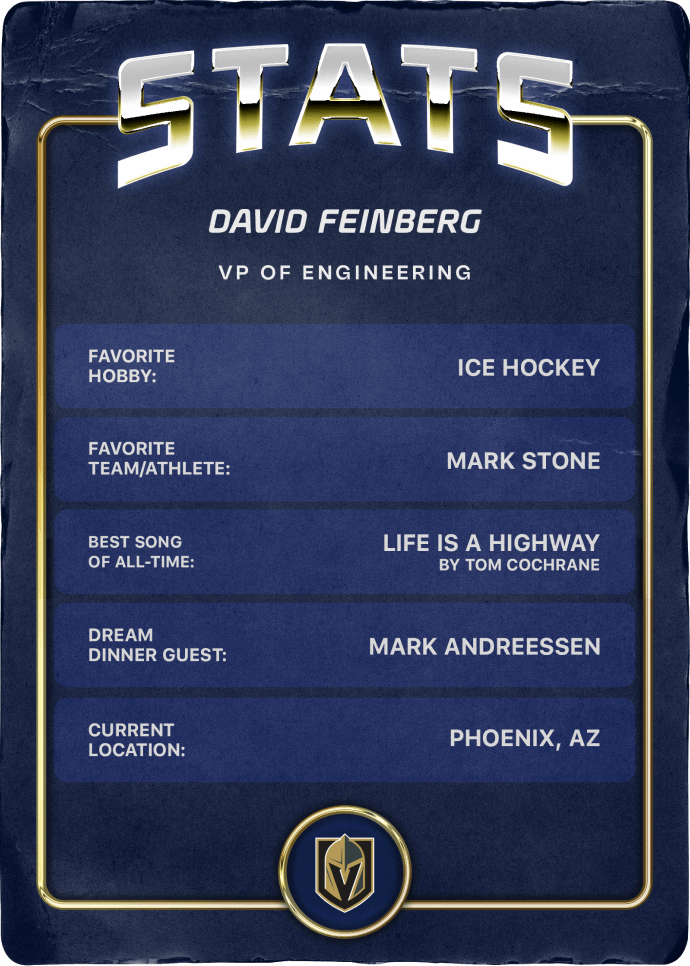 STATS
DAVID FEINBERG
VP OF ENGINEERING
FAVORITE
HOBBY:
ICE HOCKEY
FAVORITE
TEAM/ATHLETE:
MARK STONE
BEST SONG
OF ALL-TIME:
LIFE IS A HIGHWAY
BY TOM COCHRANE
DREAM
DINNER GUEST:
MARK ANDREESSEN
CURRENT
LOCATION:
PHOENIX, AZ